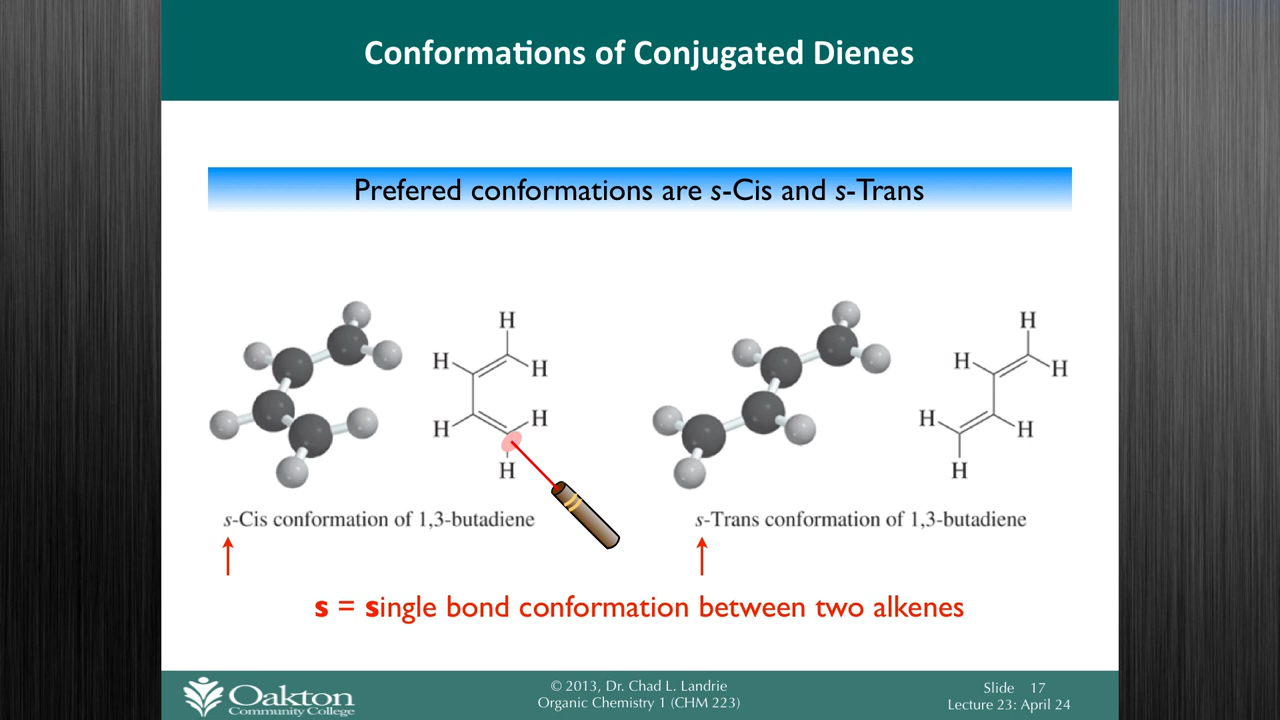 Conformations of Conjugated Dienes
Prefered conformations are s-Cis and s-Trans
H
H
H
H
H
H
s-Cis conformation of 1,3-butadiene
H
H
H
H
H
H
s-Trans conformation of 1,3-butadiene
s = single bond conformation between two alkenes
Oakton
Community College
© 2013, Dr. Chad L. Landrie
Organic Chemistry 1 (CHM 223)
Slide 17
Lecture 23: April 24